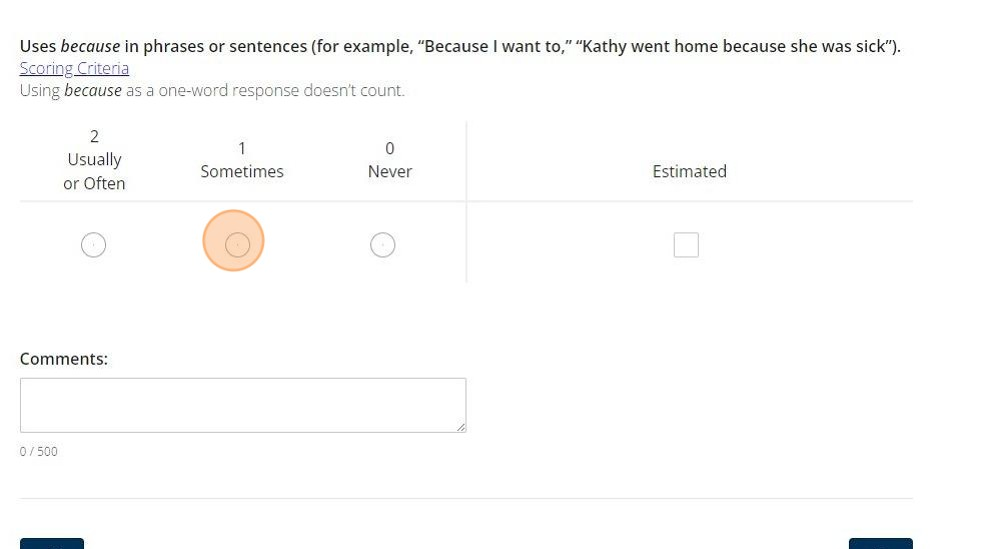 Uses because in phrases or sentences (for example, “Because I want to,” “Kathy went home because she was sick”).
Scoring Criteria
Using because as a one-word response doesn’t count.
2
Usually
or Often
1
Sometimes
0
Never
Estimated
Comments:
0 / 500